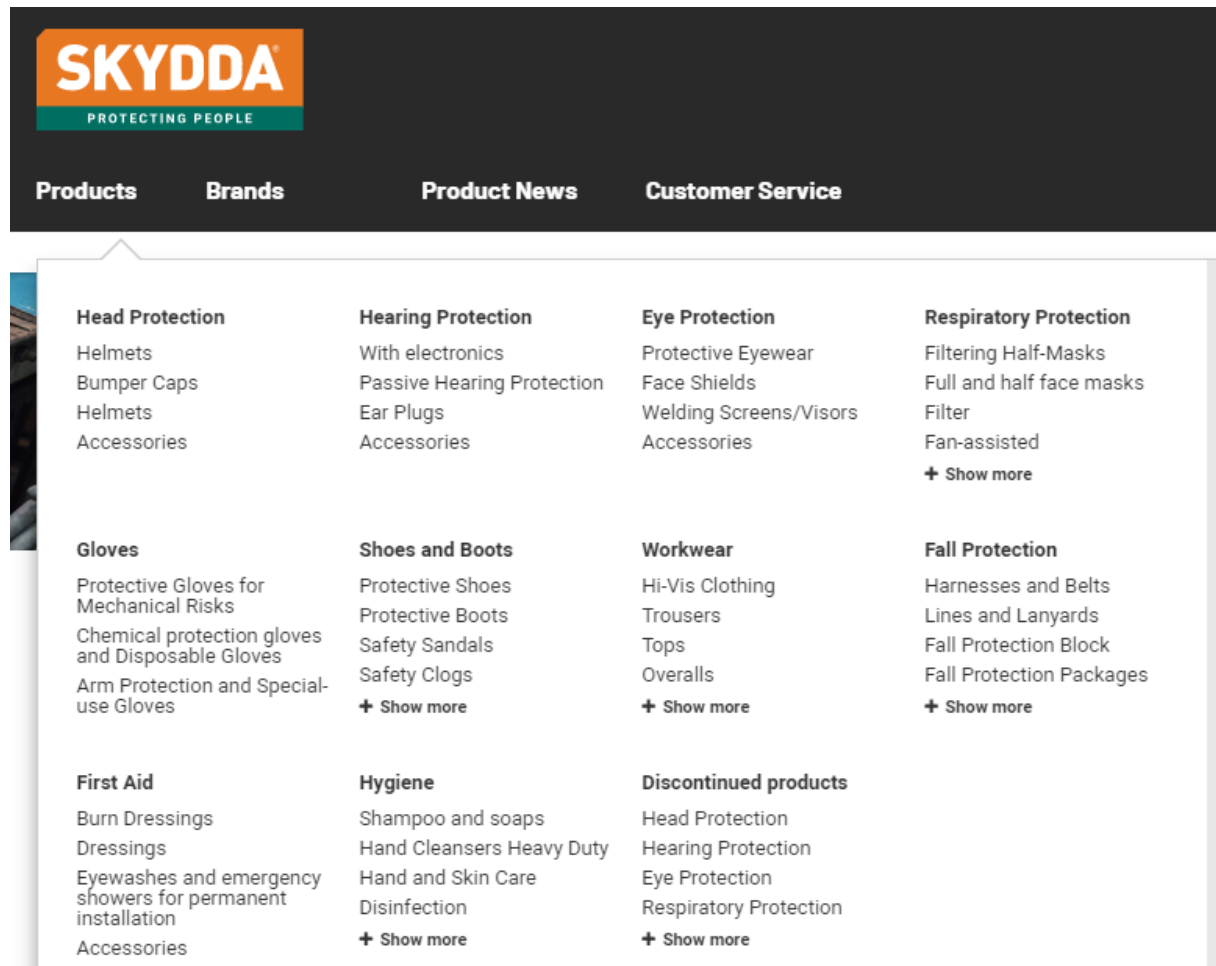 SKYDDA®
PROTECTING PEOPLE
Products Brands Product News Customer Service
Head Protection
Helmets
Bumper Caps
Helmets
Accessories
Hearing Protection
With electronics
Passive Hearing Protection
Ear Plugs
Accessories
Eye Protection
Protective Eyewear
Face Shields
Welding Screens/Visors
Accessories
Respiratory Protection
Filtering Half-Masks
Full and half face masks
Filter
Fan-assisted
+ Show more
Gloves
Protective Gloves for
Mechanical Risks
Chemical protection gloves
and Disposable Gloves
Arm Protection and Special-
use Gloves
Shoes and Boots
Protective Shoes
Protective Boots
Safety Sandals
Safety Clogs
+ Show more
Workwear
Hi-Vis Clothing
Trousers
Tops
Overalls
+ Show more
Fall Protection
Harnesses and Belts
Lines and Lanyards
Fall Protection Block
Fall Protection Packages
+ Show more
First Aid
Burn Dressings
Dressings
Eyewashes and emergency
showers for permanent
installation
Accessories
Hygiene
Shampoo and soaps
Hand Cleansers Heavy Duty
Hand and Skin Care
Disinfection
+ Show more
Discontinued products
Head Protection
Hearing Protection
Eye Protection
Respiratory Protection
+ Show more